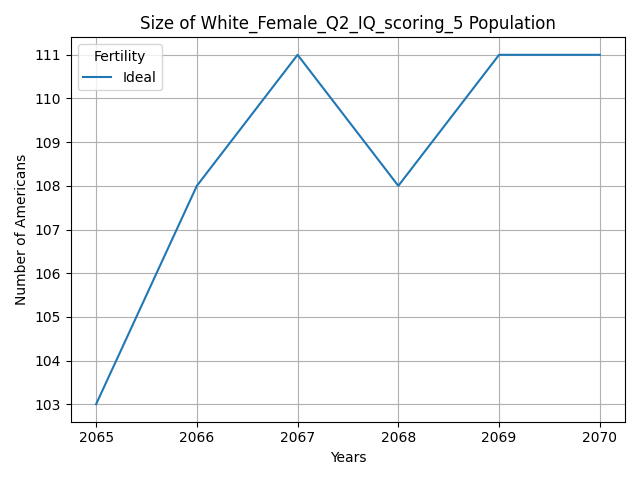 Size of White_Female_Q2_IQ_scoring_5 Population
Fertility
Ideal
Number of Americans
111
110
109
108
107
106
105
104
103
2065 2066 2067 2068 2069 2070
Years